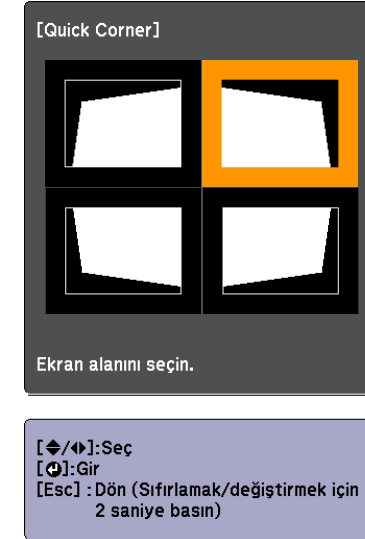 [Quick Corner]
Ekran alanını seçin.
[◆/◆]:Seç
[↵]:Gir
[Esc] : Dön (Sıfırlamak/değiştirmek için
2 saniye basın)